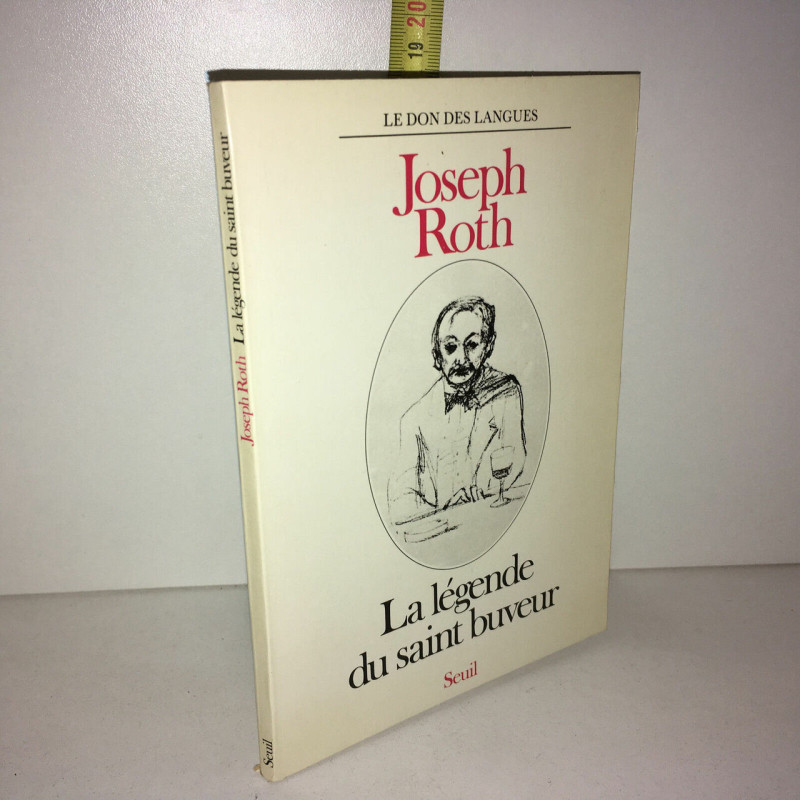 19 20
LE DON DES LANGUES
Joseph
Roth
La légende
du saint buveur
Seuil
Joseph Roth La légende du saint buveur
Seuil